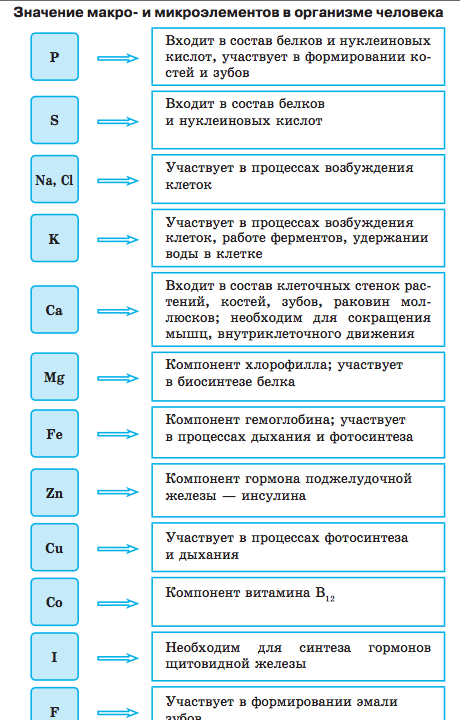 Значение макро- и микроэлементов в организме человека
P
Входит в состав белков и нуклеиновых
кислот, участвует в формировании ко-
стей и зубов
S
Входит в состав белков
и нуклеиновых кислот
Na, Cl
Участвует в процессах возбуждения
клеток
K
Участвует в процессах возбуждения
клеток, работе ферментов, удержании
воды в клетке
Ca
Входит в состав клеточных стенок рас-
тений, костей, зубов, раковин мол-
люсков; необходим для сокращения
мышц, внутриклеточного движения
Mg
Компонент хлорофилла; участвует
в биосинтезе белка
Fe
Компонент гемоглобина; участвует
в процессах дыхания и фотосинтеза
Zn
Компонент гормона поджелудочной
железы — инсулина
Cu
Участвует в процессах фотосинтеза
и дыхания
Co
Компонент витамина B12
I
Необходим для синтеза гормонов
щитовидной железы
F
Участвует в формировании эмали
зубов